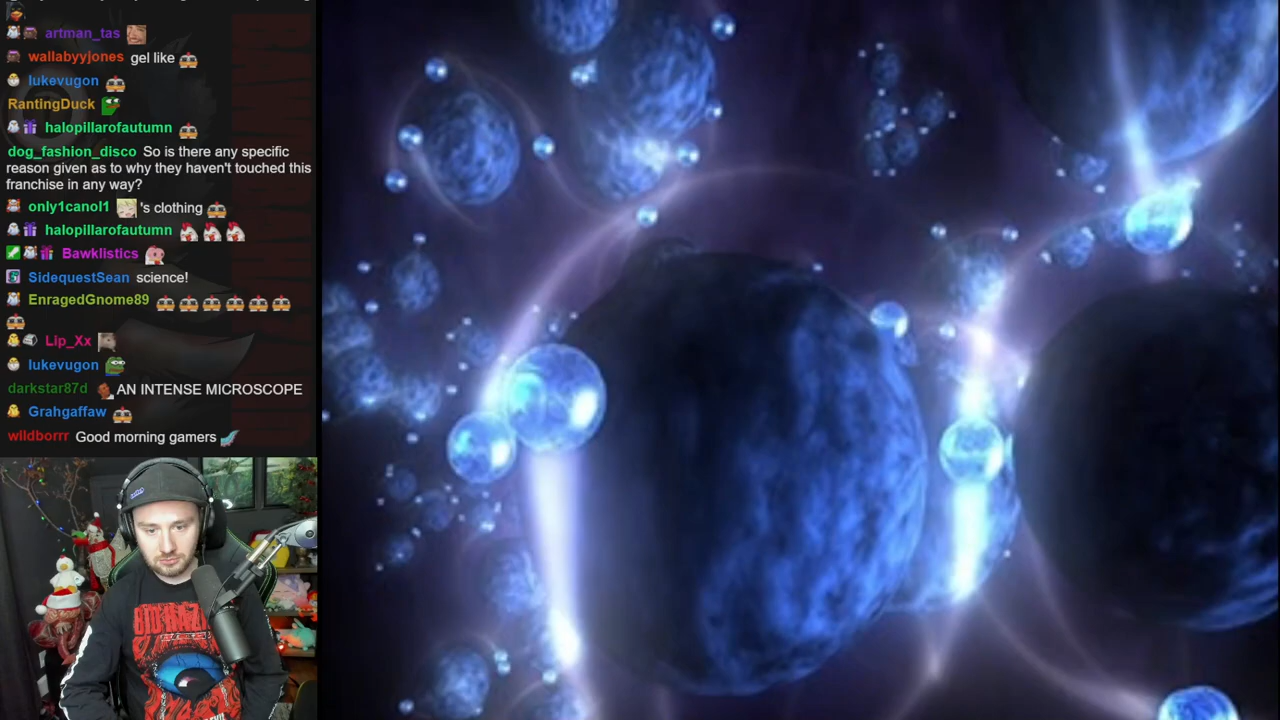 artman_tas
wallabyyjones gel like
lukevugon
RantingDuck
halopillarofautumn
dog_fashion_disco So is there any specific
reason given as to why they haven't touched this
franchise in any way?
only1canol1 's clothing
halopillarofautumn
Bawklistics
SidequestSean science!
EnragedGnome89
Lip_Xx
lukevugon
darkstar87d AN INTENSE MICROSCOPE
Grahgaffaw
wlldborrr Good morning gamers